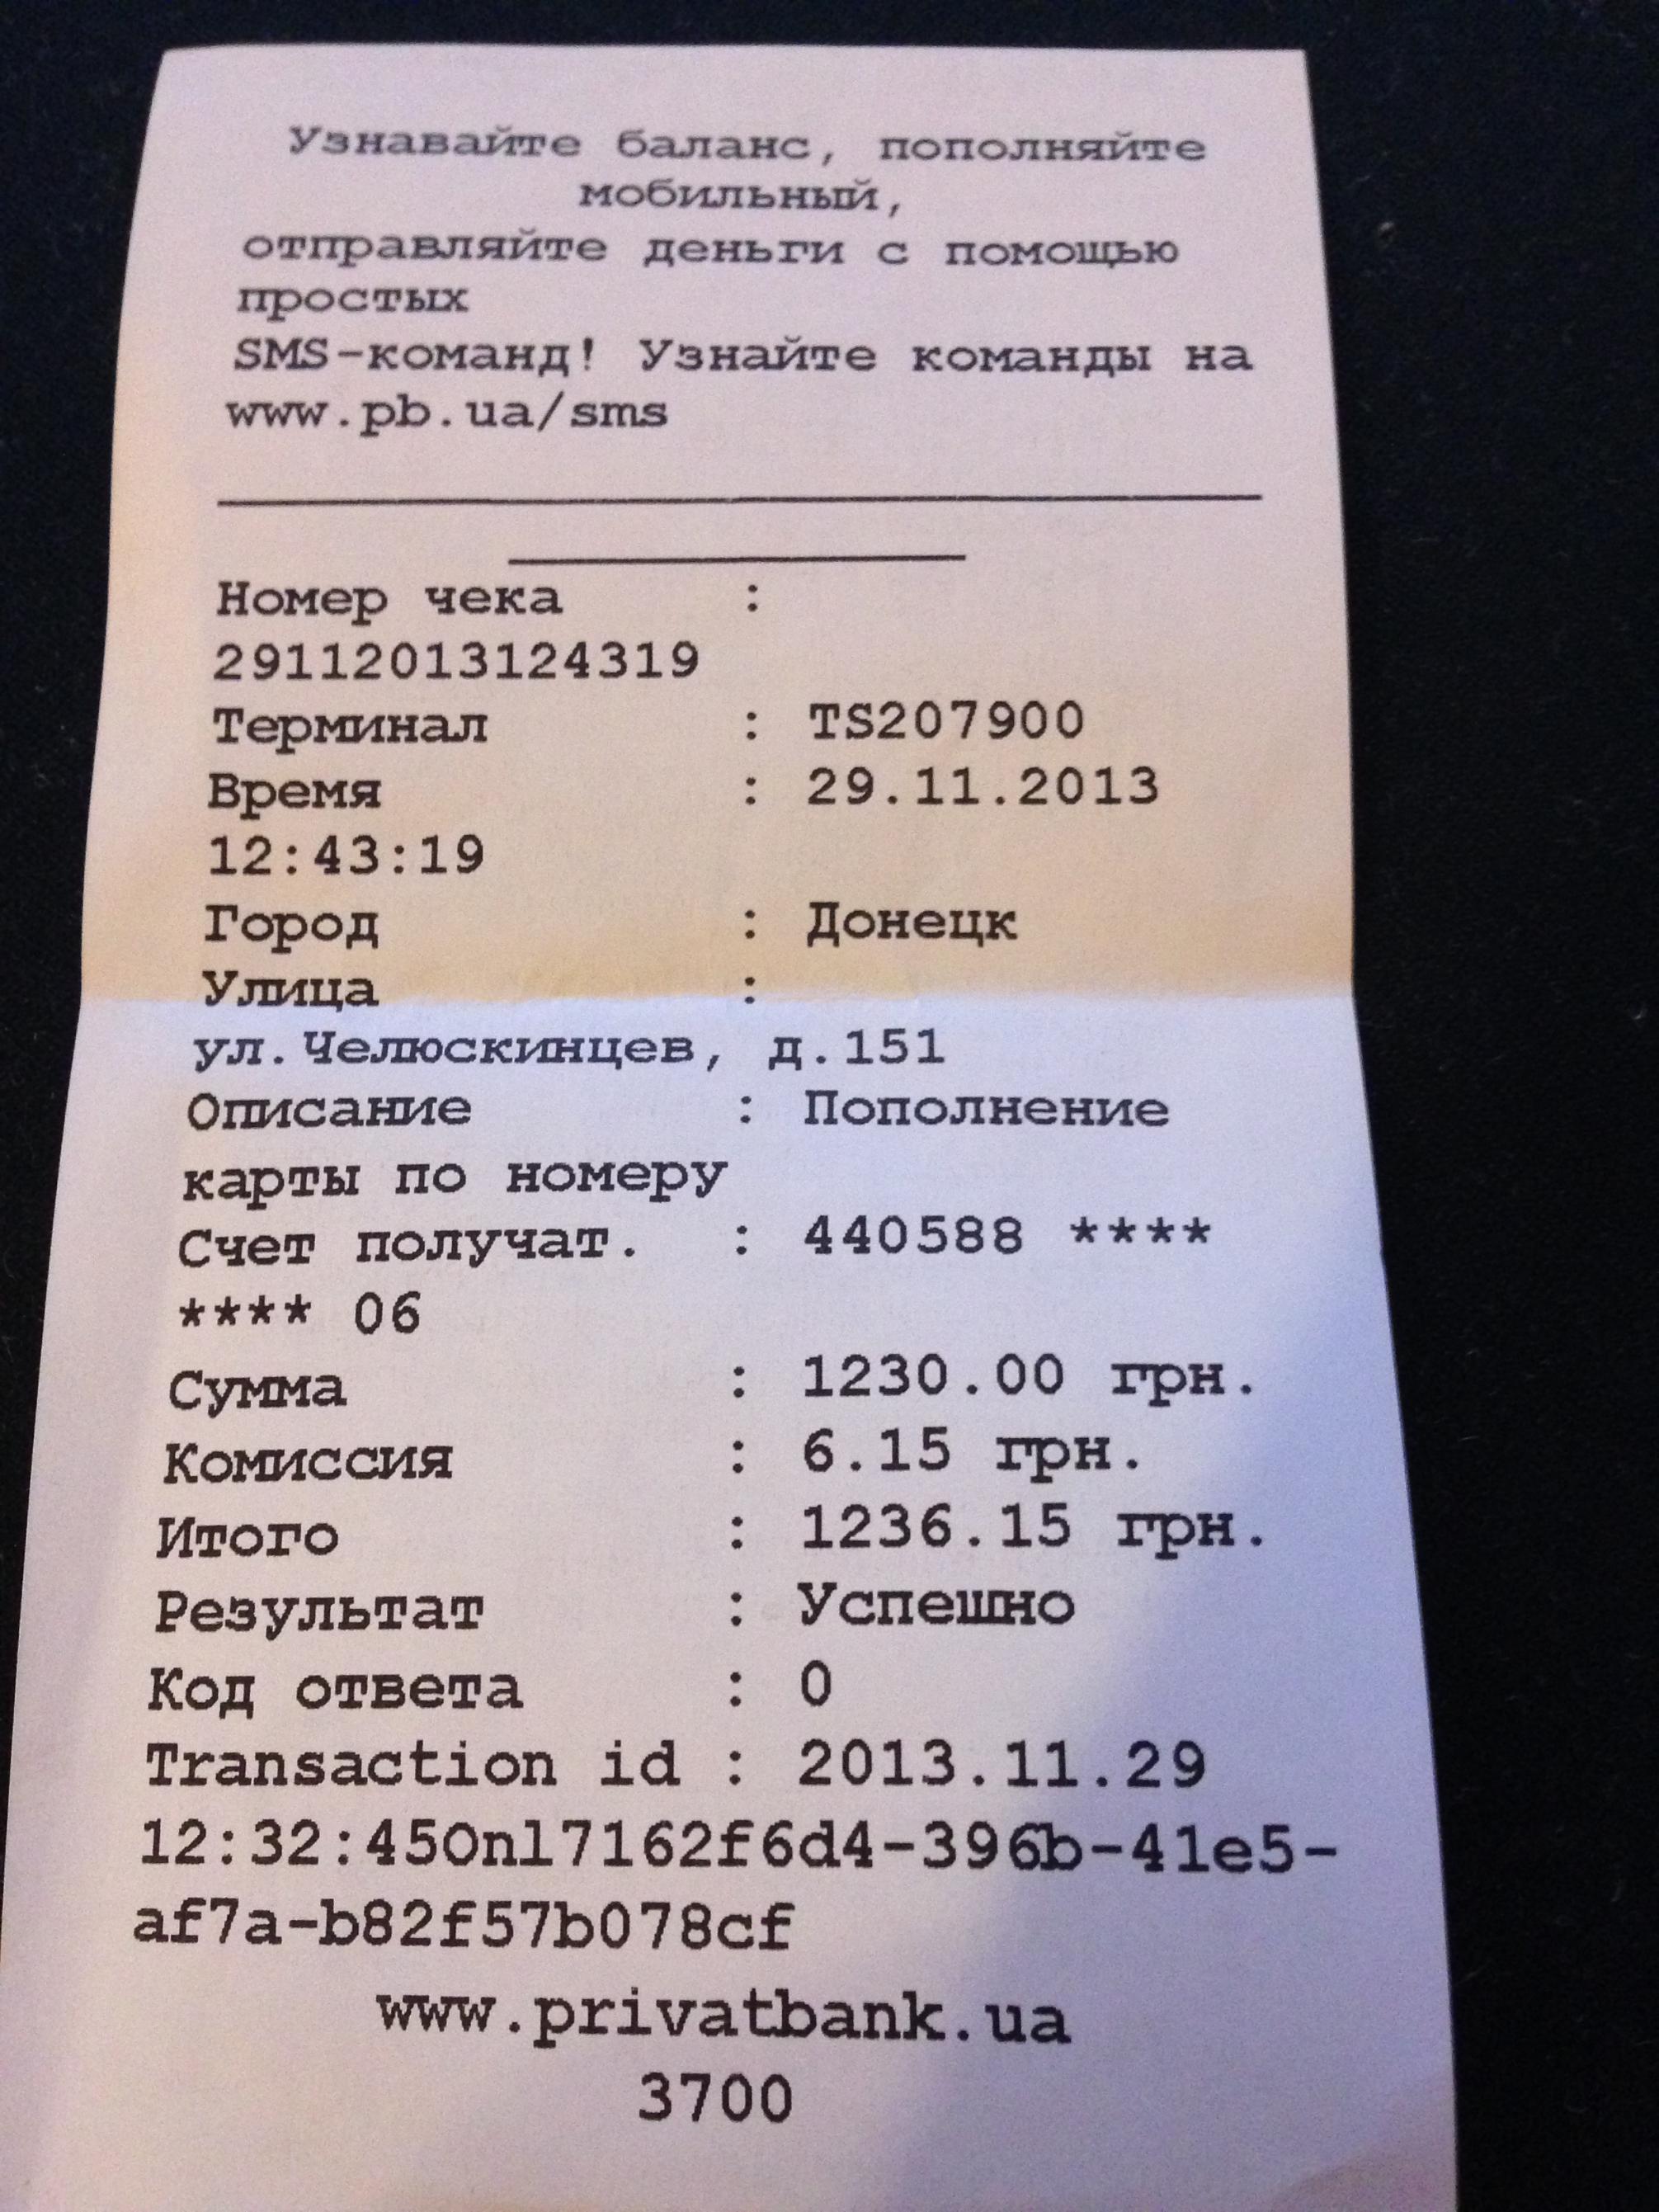 Узнавайте баланс, пополняйте
мобильный,
отправляйте деньги с помощью
простых
SMS-команд! Узнайте команды на
www.pb.ua/sms
Номер чека :
29112013124319
Терминал : TS207900
Время : 29.11.2013
12:43:19
Город : Донецк
Улица :
ул.Челюскинцев, д.151
Описание : Пополнение
карты по номеру
Счет получат. : 440588 ****
**** 06
Сумма : 1230.00 грн.
Комиссия : 6.15 грн.
Итого : 1236.15 грн.
Результат : Успешно
Код ответа : 0
Transaction id : 2013.11.29
12:32:45Onl7162f6d4-396b-41e5-
af7a-b82f57b078cf
www.privatbank.ua
3700